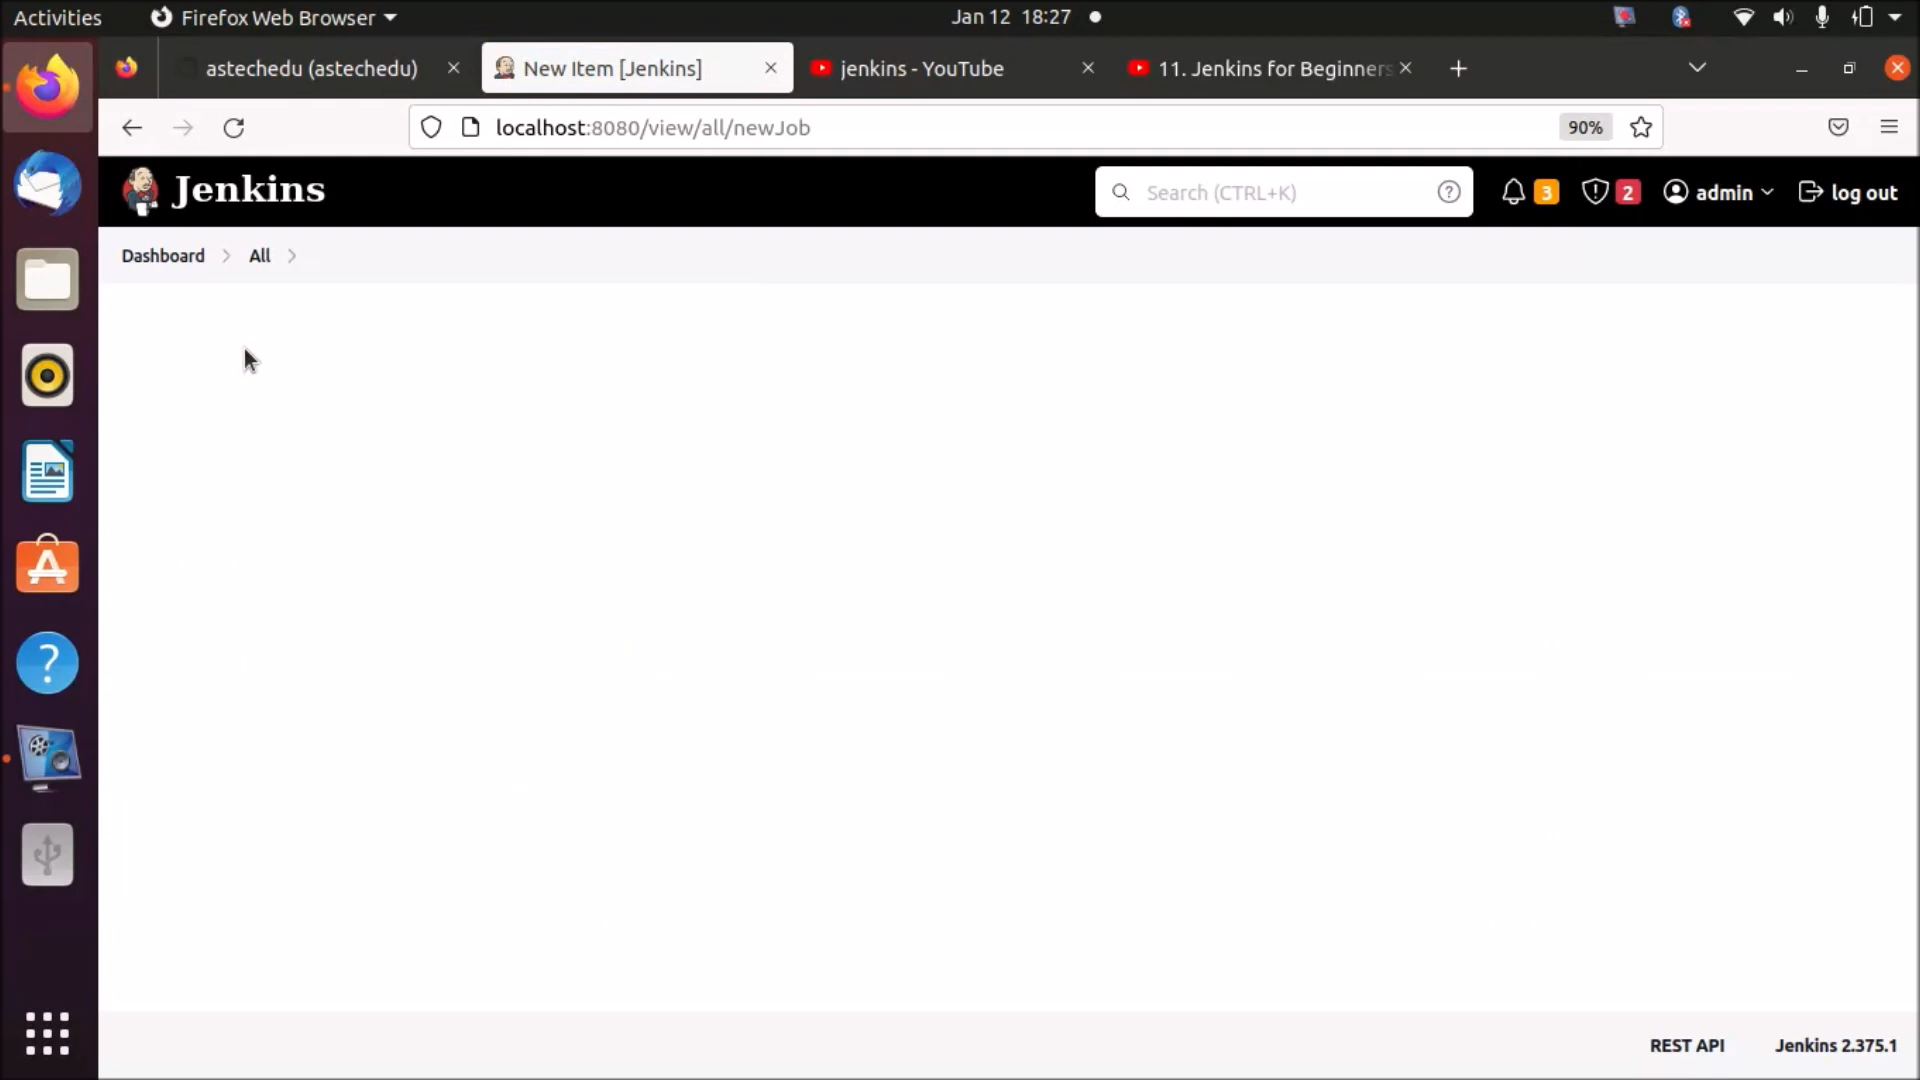 Activities
Firefox Web Browser
Jan 12 18:27
astechedu (astechedu)
New Item [Jenkins]
jenkins - YouTube
11. Jenkins for Beginners
localhost:8080/view/all/newJob
90%
Jenkins
Search (CTRL+K)
3
2
admin
log out
Dashboard
All
REST API
Jenkins 2.375.1